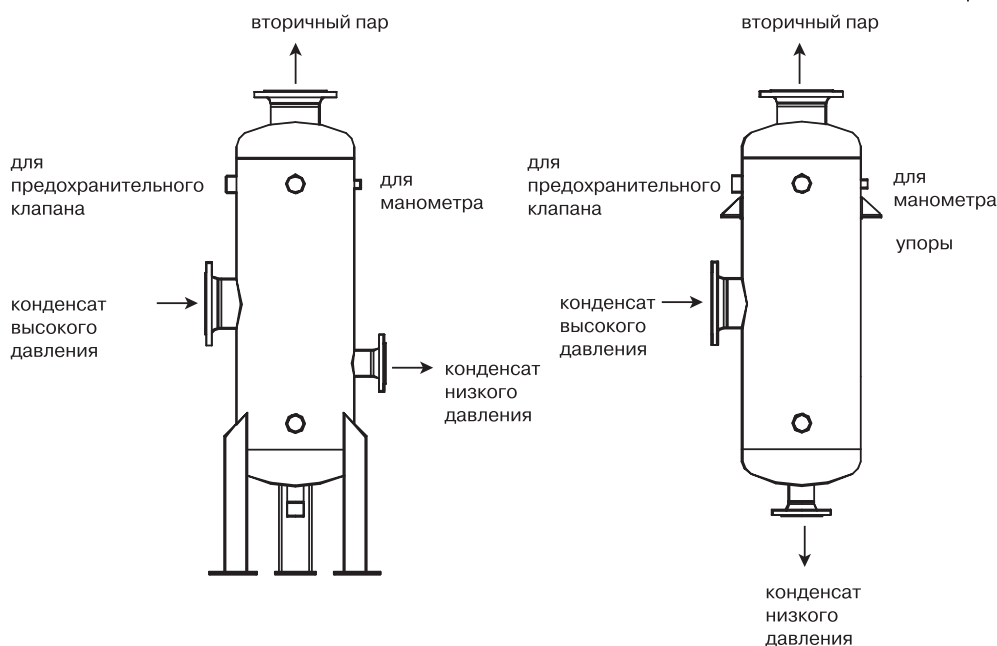 вторичный пар
для
предохранительного
клапана
для
манометра
конденсат
высокого
давления
конденсат
низкого
давления
вторичный пар
для
предохранительного
клапана
для
манометра
упоры
конденсат
высокого
давления
конденсат
низкого
давления